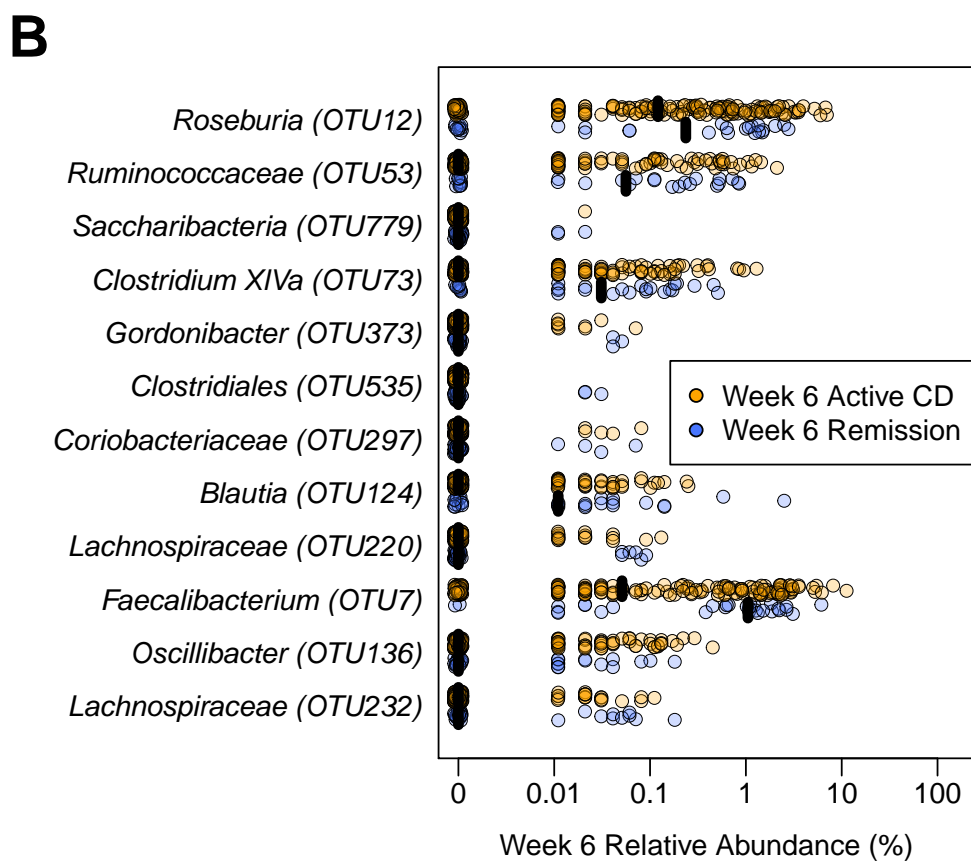 B
Roseburia (OTU12)
Ruminococcaceae (OTU53)
Saccharibacteria (OTU779)
Clostridium XIVa (OTU73)
Gordonibacter (OTU373)
Clostridiales (OTU535)
Coriobacteriaceae (OTU297)
Blautia (OTU124)
Lachnospiraceae (OTU220)
Faecalibacterium (OTU7)
Oscillibacter (OTU136)
Lachnospiraceae (OTU232)
Week 6 Active CD
Week 6 Remission
0 0.01 0.1 1 10 100
Week 6 Relative Abundance (%)